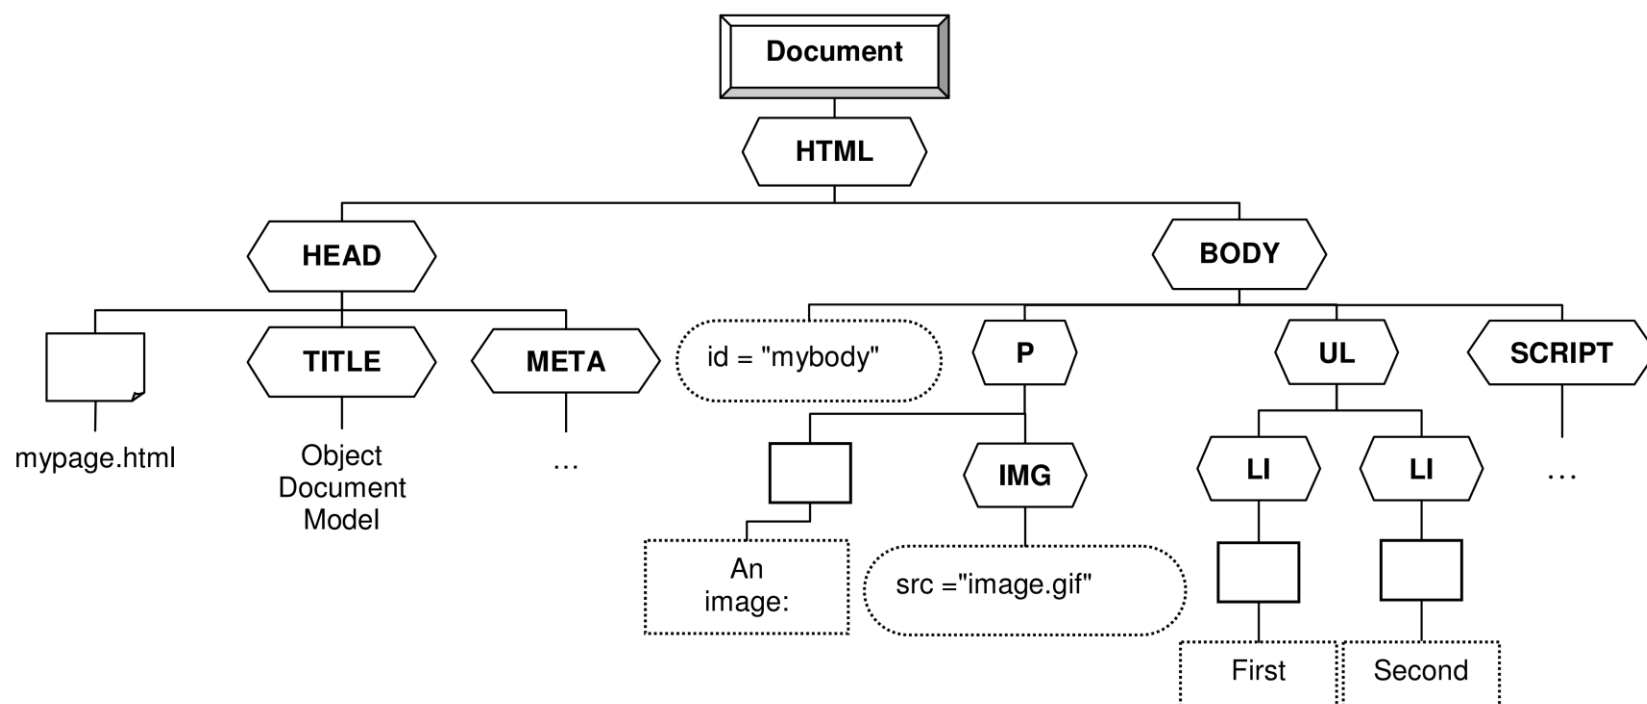 Document
HTML
HEAD
BODY
TITLE
META
id = "mybody"
P
UL
SCRIPT
mypage.html
Object
Document
Model
...
IMG
LI
LI
...
An
image:
src ="image.gif"
First
Second